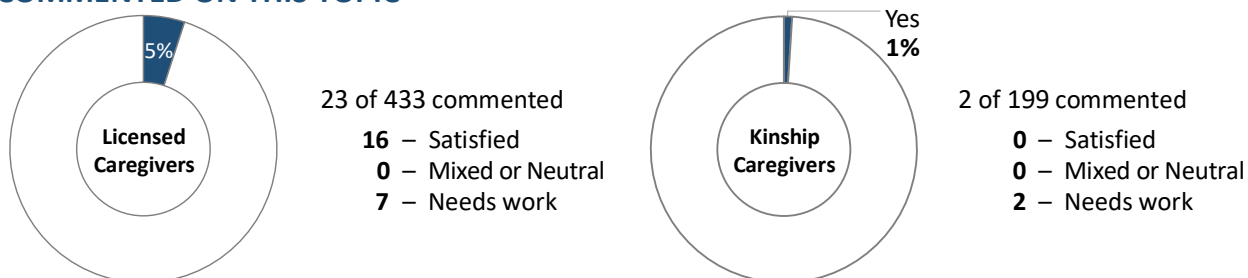 COMMENTED ON THIS TOPIC
5%
Licensed
Caregivers
23 of 433 commented
16 – Satisfied
0 – Mixed or Neutral
7 – Needs work
Yes
1%
Kinship
Caregivers
2 of 199 commented
0 – Satisfied
0 – Mixed or Neutral
2 – Needs work